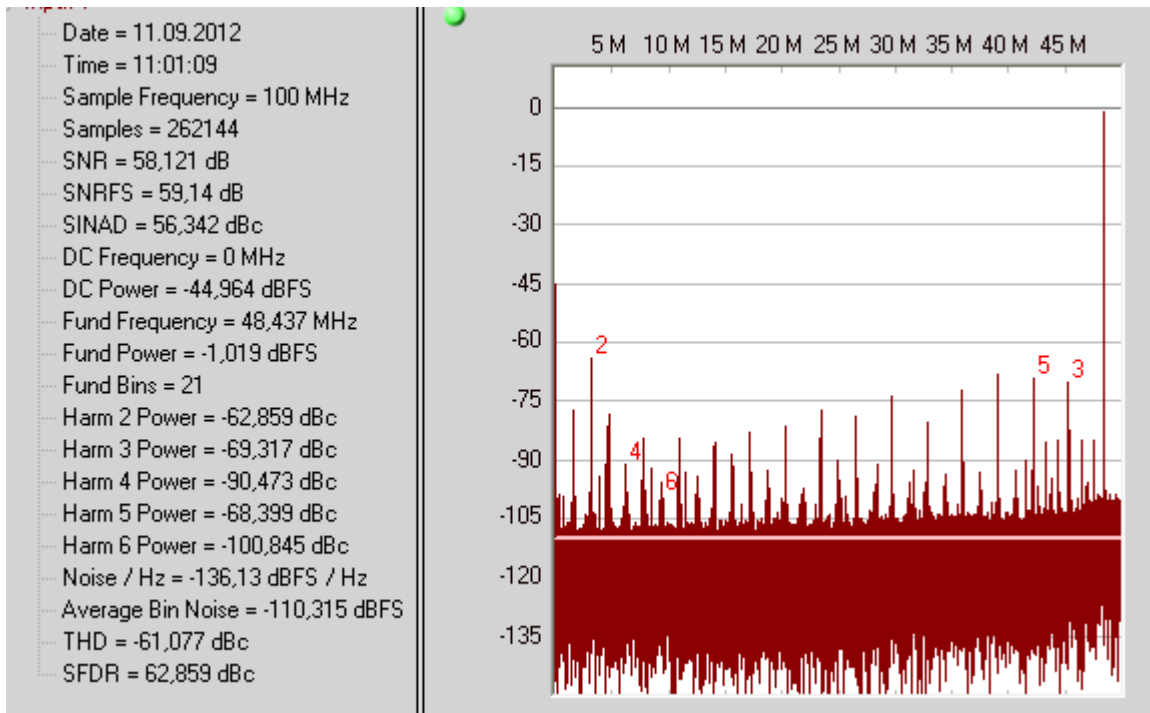 Date = 11.09.2012
Time = 11:01:09
Sample Frequency = 100 MHz
Samples = 262144
SNR = 58,121 dB
SNRFS = 59,14 dB
SINAD = 56,342 dBc
DC Frequency = 0 MHz
DC Power = -44,964 dBFS
Fund Frequency = 48,437 MHz
Fund Power = -1,019 dBFS
Fund Bins = 21
Harm 2 Power = -62,859 dBc
Harm 3 Power = -69,317 dBc
Harm 4 Power = -90,473 dBc
Harm 5 Power = -68,399 dBc
Harm 6 Power = -100,845 dBc
Noise / Hz = -136,13 dBFS / Hz
Average Bin Noise = -110,315 dBFS
THD = -61,077 dBc
SFDR = 62,859 dBc
5 M 10 M 15 M 20 M 25 M 30 M 35 M 40 M 45 M
0
-15
-30
-45
-60
-75
-90
-105
-120
-135
2
5
3
4
6